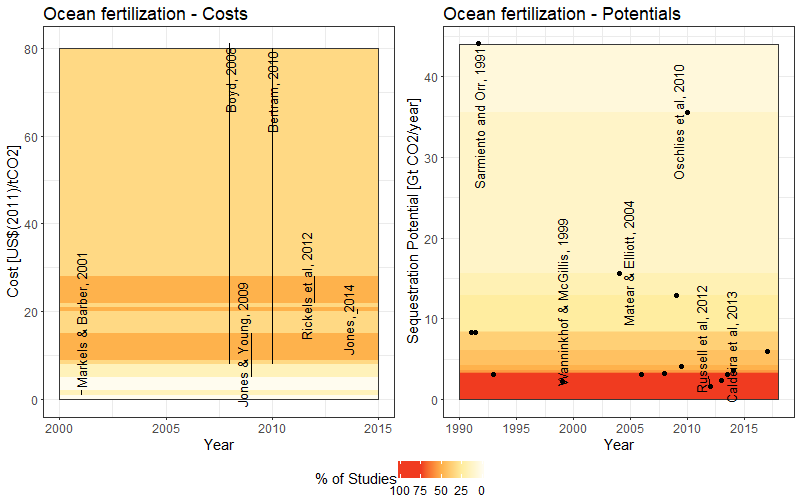 Ocean fertilization - Costs
Cost [US$(2011)/tCO2]
80
60
40
20
0
Markels & Barber, 2001
Boyd, 2008
Jones & Young, 2009
Bertram, 2010
Rickels et al, 2012
Jones, 2014
2000
2005
2010
2015
Year
Ocean fertilization - Potentials
Sequestration Potential [Gt CO2/year]
40
30
20
10
0
Sarmiento and Orr, 1991
Wanninkhof & McGillis, 1999
Matear & Elliott, 2004
Oschlies et al, 2010
Russell et al, 2012
Caldeira et al, 2013
1990
1995
2000
2005
2010
2015
Year
% of Studies
100 75 50 25 0